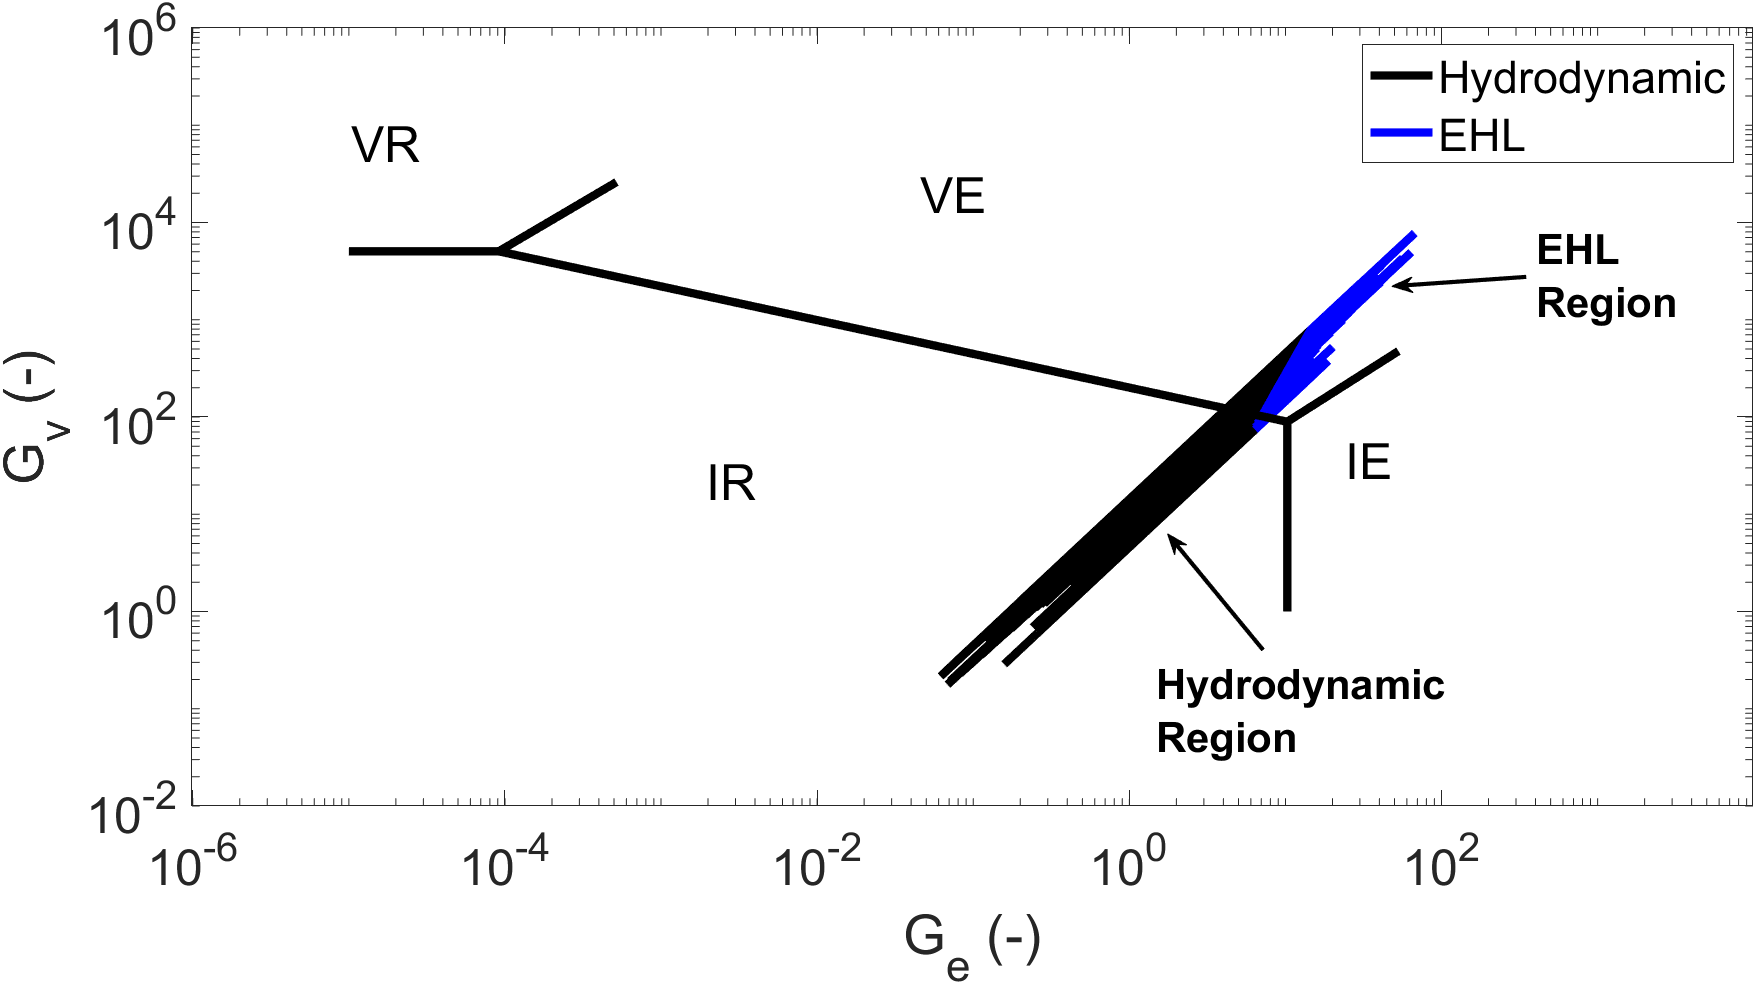 10^6
10^4
10^2
10^0
10^-2
G_v (-)
Hydrodynamic
EHL
VR
VE
EHL
Region
IR
IE
Hydrodynamic
Region
10^-6 10^-4 10^-2 10^0 10^2
G_e (-)